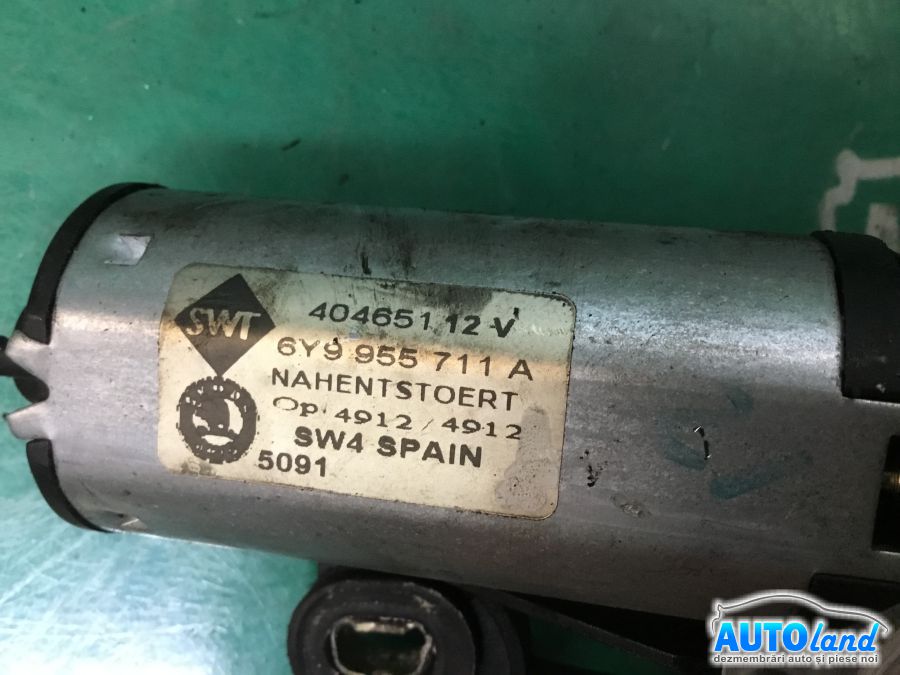 SWT
404651 12 V
6Y9 955 711 A
NAHENTSTOERT
Op. 4912 / 4912
SW4 SPAIN
5091
AUTOland
dezmembrări auto și piese noi